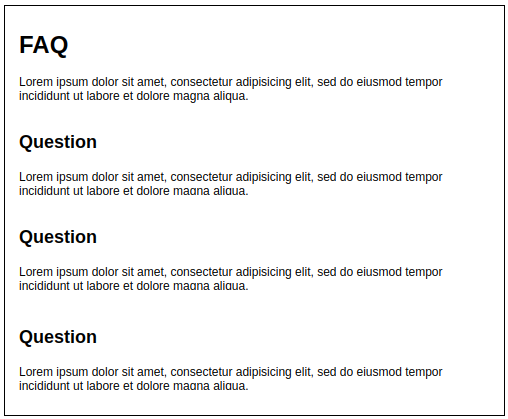 FAQ
Lorem ipsum dolor sit amet, consectetur adipisicing elit, sed do eiusmod tempor
incididunt ut labore et dolore magna aliqua.
Question
Lorem ipsum dolor sit amet, consectetur adipisicing elit, sed do eiusmod tempor
incididunt ut labore et dolore magna aliqua.
Question
Lorem ipsum dolor sit amet, consectetur adipisicing elit, sed do eiusmod tempor
incididunt ut labore et dolore magna aliqua.
Question
Lorem ipsum dolor sit amet, consectetur adipisicing elit, sed do eiusmod tempor
incididunt ut labore et dolore magna aliqua.